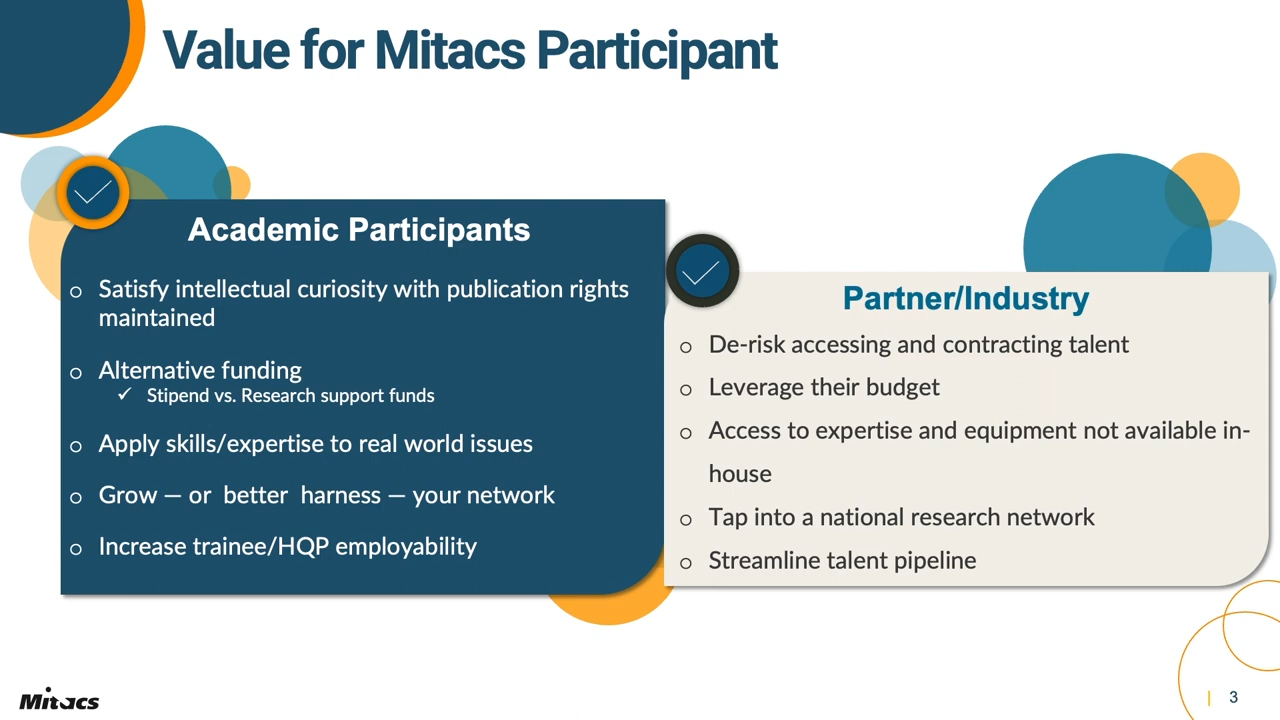 Value for Mitacs Participant
Academic Participants
○ Satisfy intellectual curiosity with publication rights
maintained
○ Alternative funding
✓ Stipend vs. Research support funds
○ Apply skills/expertise to real world issues
○ Grow — or better harness — your network
○ Increase trainee/HQP employability
Partner/Industry
○ De-risk accessing and contracting talent
○ Leverage their budget
○ Access to expertise and equipment not available in-
house
○ Tap into a national research network
○ Streamline talent pipeline
Mitacs
| 3